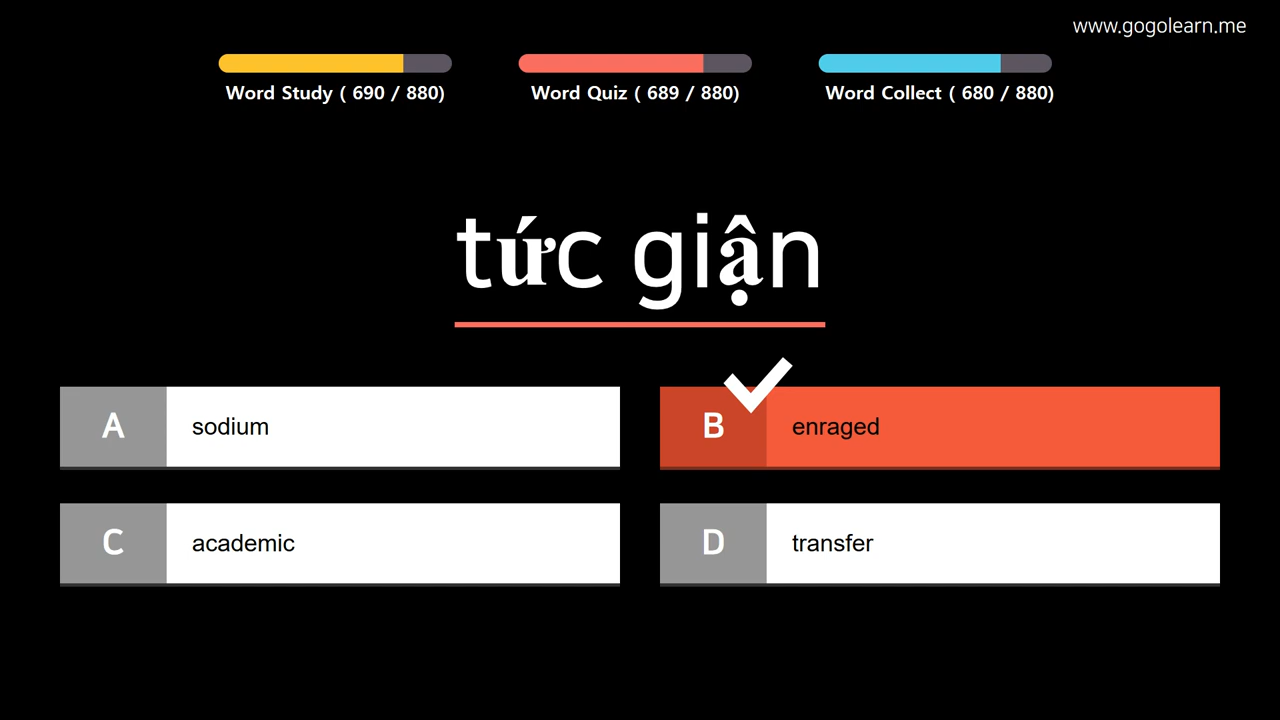 www.gogolearn.me
Word Study ( 690 / 880)
Word Quiz ( 689 / 880)
Word Collect ( 680 / 880)
tức giận
A sodium
B enraged
C academic
D transfer